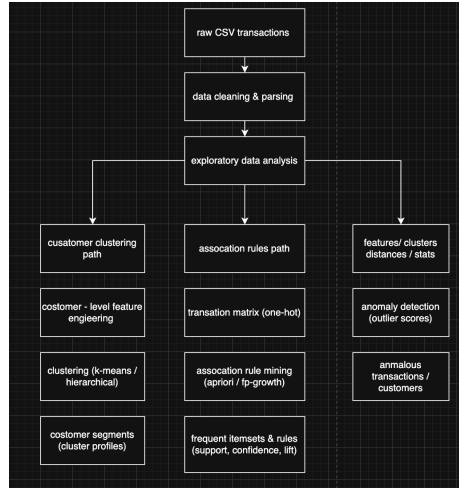 raw CSV transactions
data cleaning & parsing
exploratory data analysis
cusatomer clustering
path
assocation rules path
features/ clusters
distances / stats
costomer - level feature
engieering
transation matrix (one-hot)
anomaly detection
(outlier scores)
clustering (k-means /
hierarchical)
assocation rule mining
(apriori / fp-growth)
anmalous
transactions /
customers
costomer segments
(cluster profiles)
frequent itemsets & rules
(support, confidence, lift)